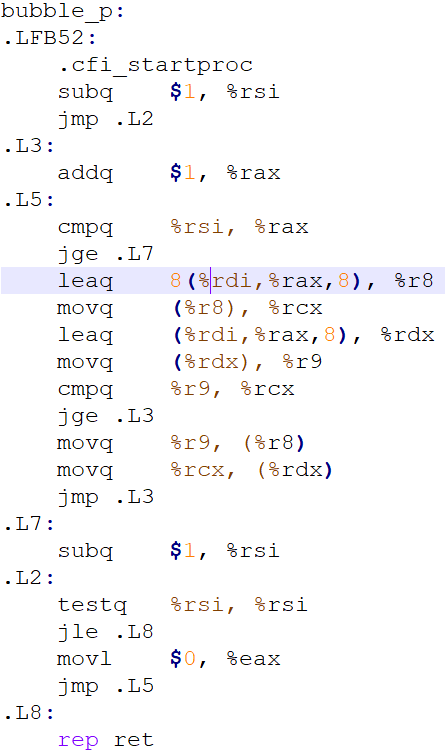 bubble_p:
.LFB52:
    .cfi_startproc
    subq    $1, %rsi
    jmp .L2
.L3:
    addq    $1, %rax
.L5:
    cmpq    %rsi, %rax
    jge .L7
    leaq    8(%rdi,%rax,8), %r8
    movq    (%r8), %rcx
    leaq    (%rdi,%rax,8), %rdx
    movq    (%rdx), %r9
    cmpq    %r9, %rcx
    jge .L3
    movq    %r9, (%r8)
    movq    %rcx, (%rdx)
    jmp .L3
.L7:
    subq    $1, %rsi
.L2:
    testq   %rsi, %rsi
    jle .L8
    movl    $0, %eax
    jmp .L5
.L8:
    rep ret